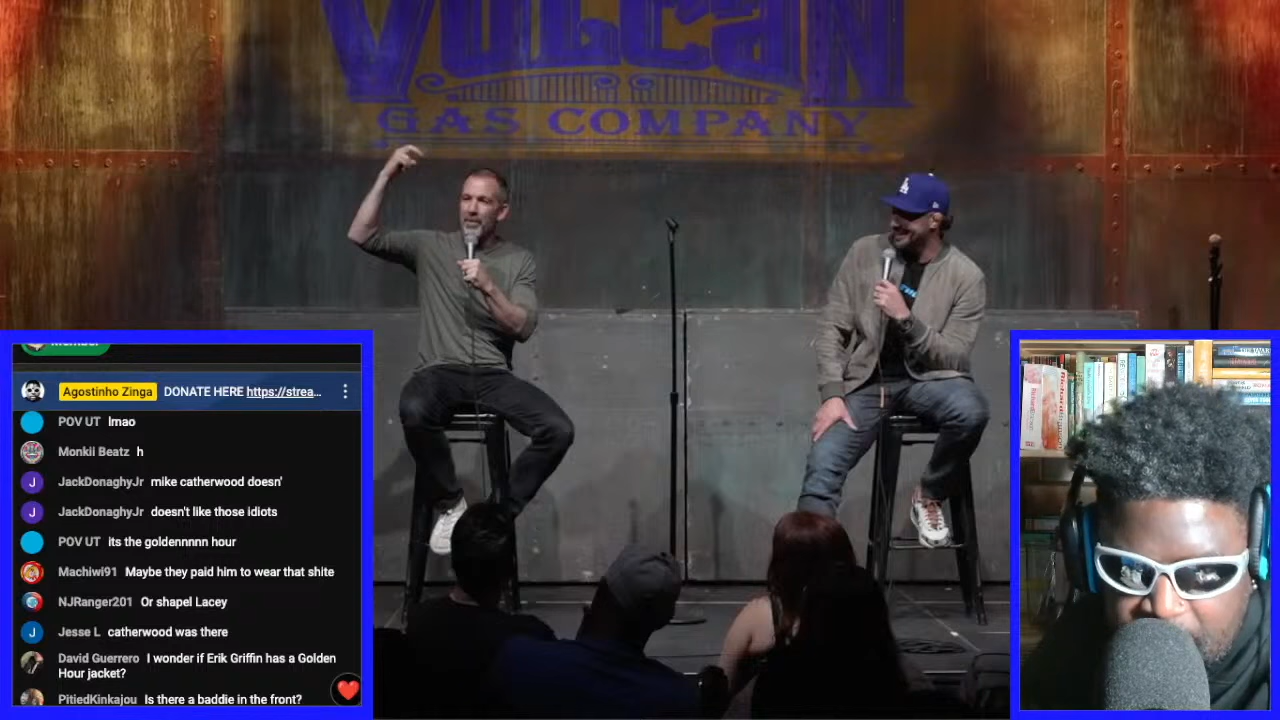 VULCAN
GAS COMPANY
Agostinho Zinga DONATE HERE https://strea...
POV UT lmao
Monkii Beatz h
JackDonaghyJr mike catherwood doesn'
JackDonaghyJr doesn't like those idiots
POV UT its the goldennnnn hour
Machiwi91 Maybe they paid him to wear that shite
NJRanger201 Or shapel Lacey
Jesse L catherwood was there
David Guerrero I wonder if Erik Griffin has a Golden
Hour jacket?
PitiedKinkajou Is there a baddie in the front?